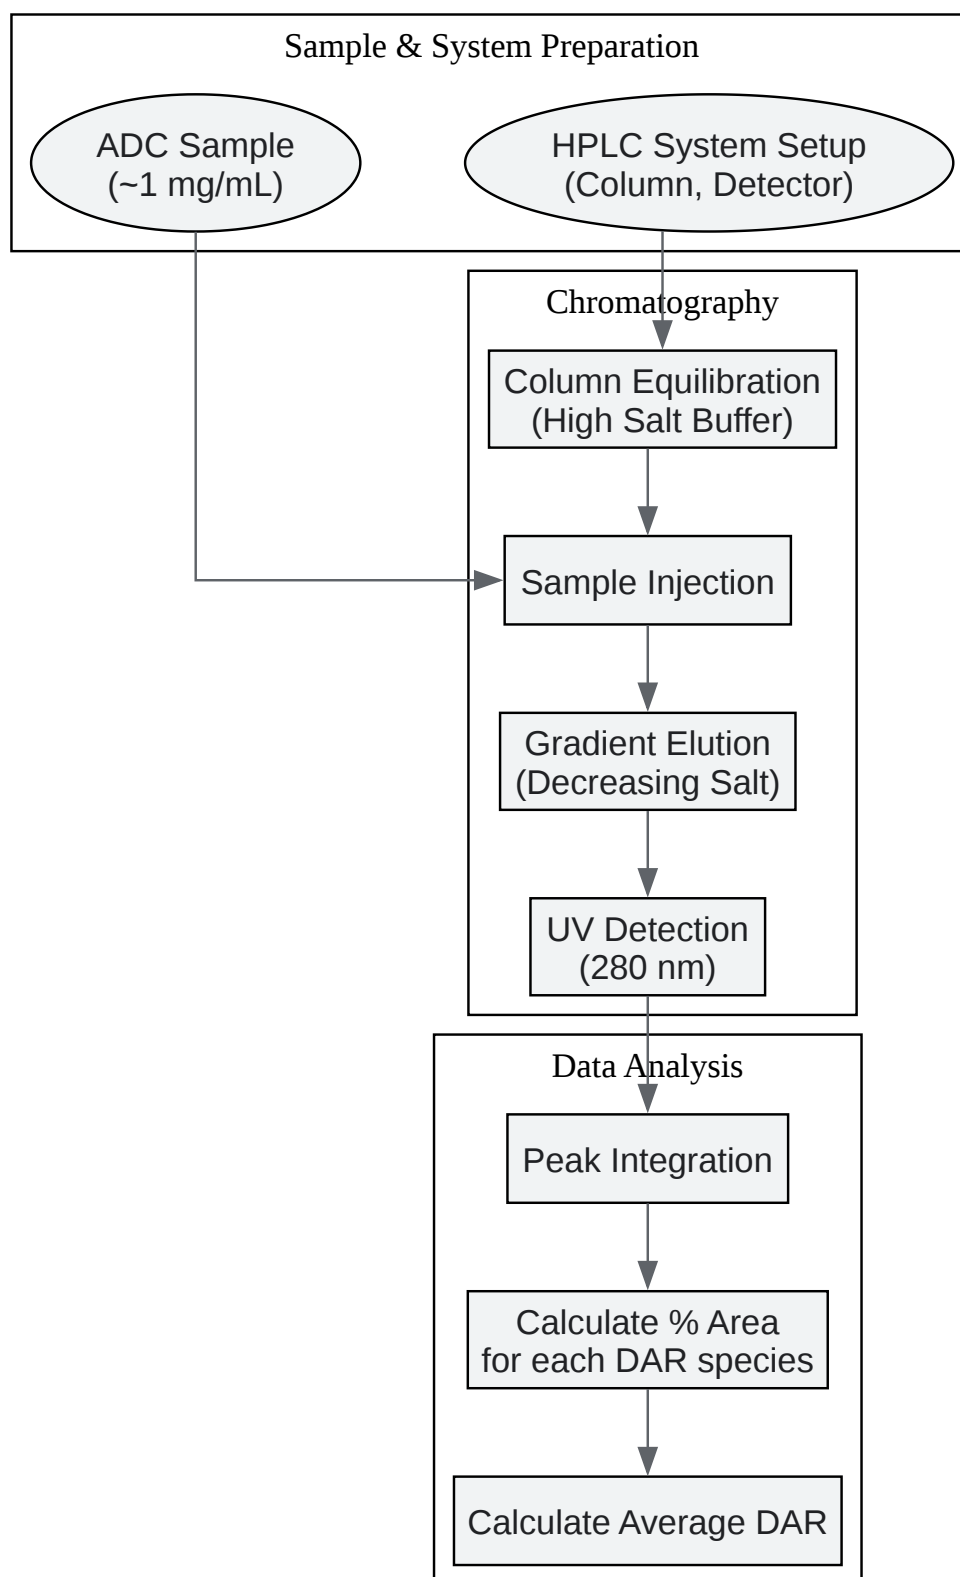 Sample & System Preparation
ADC Sample
(~1 mg/mL)
HPLC System Setup
(Column, Detector)
Chromatography
Column Equilibration
(High Salt Buffer)
Sample Injection
Gradient Elution
(Decreasing Salt)
UV Detection
(280 nm)
Data Analysis
Peak Integration
Calculate % Area
for each DAR species
Calculate Average DAR